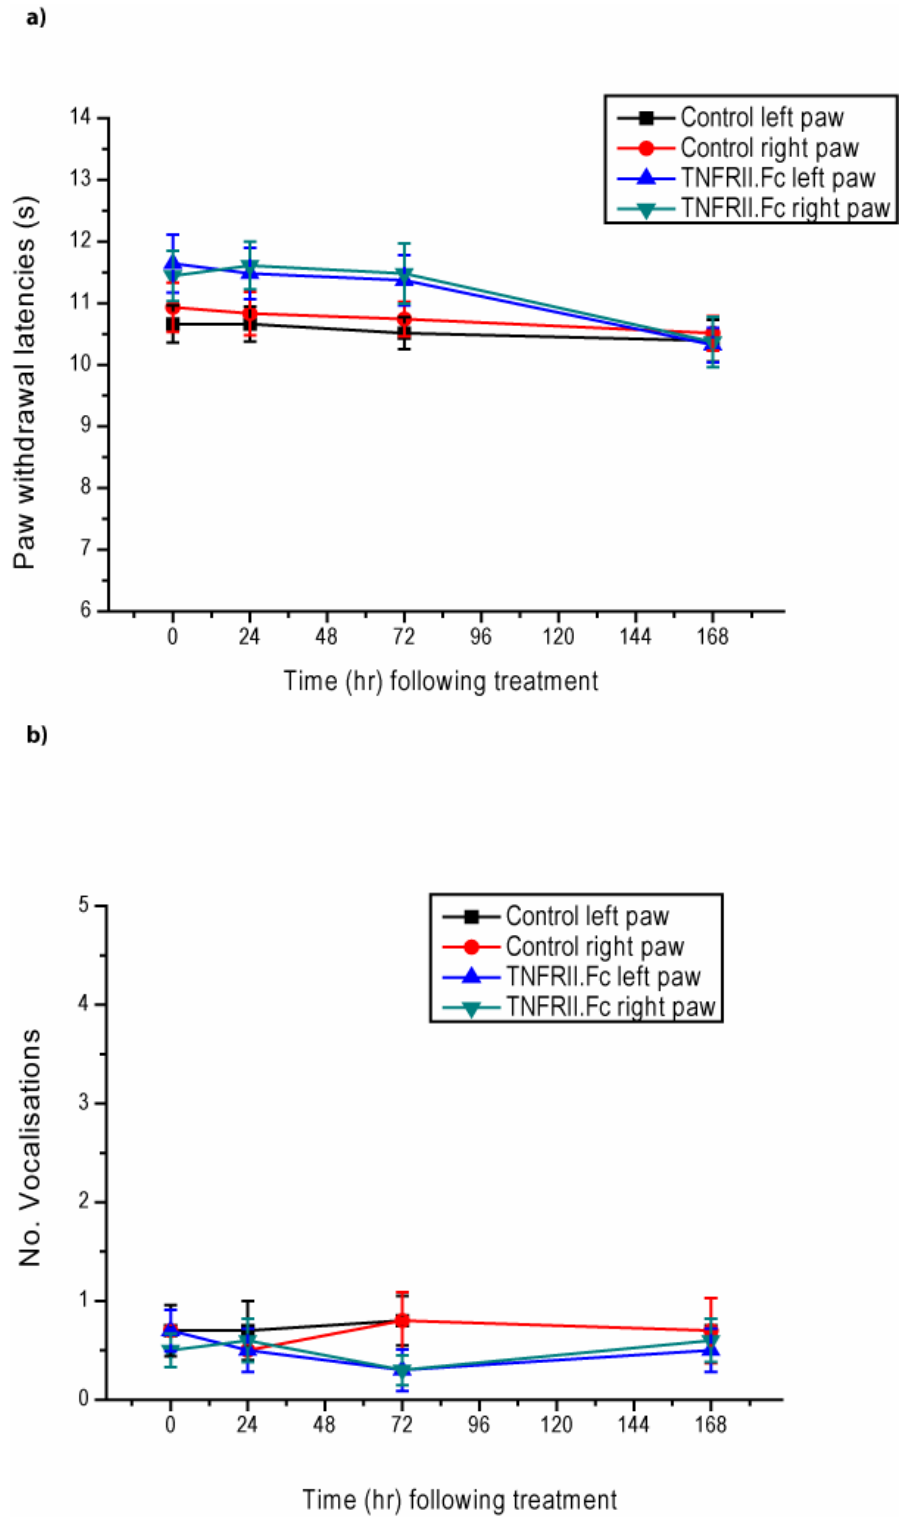 a)
Control left paw
Control right paw
TNFRII.Fc left paw
TNFRII.Fc right paw
14
13
12
11
10
9
8
7
6
Paw withdrawal latencies (s)
0 24 48 72 96 120 144 168
Time (hr) following treatment
b)
Control left paw
Control right paw
TNFRII.Fc left paw
TNFRII.Fc right paw
5
4
3
2
1
0
No. Vocalisations
0 24 48 72 96 120 144 168
Time (hr) following treatment